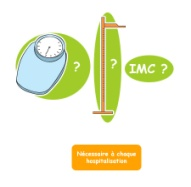 ?
?
IMC ?
Nécessaire à chaque
hospitalisation